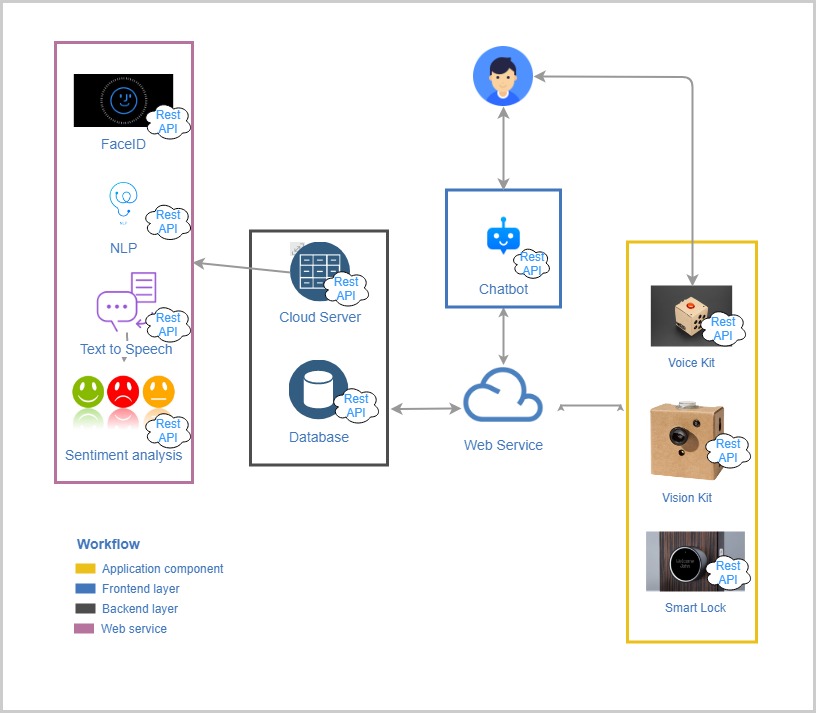 Rest
API
FaceID
Rest
API
NLP
Rest
API
Text to Speech
Rest
API
Sentiment analysis
Rest
API
Cloud Server
Rest
API
Database
Rest
API
Chatbot
Web Service
Rest
API
Voice Kit
Rest
API
Vision Kit
Welcome
John
Rest
API
Smart Lock
Workflow
Application component
Frontend layer
Backend layer
Web service